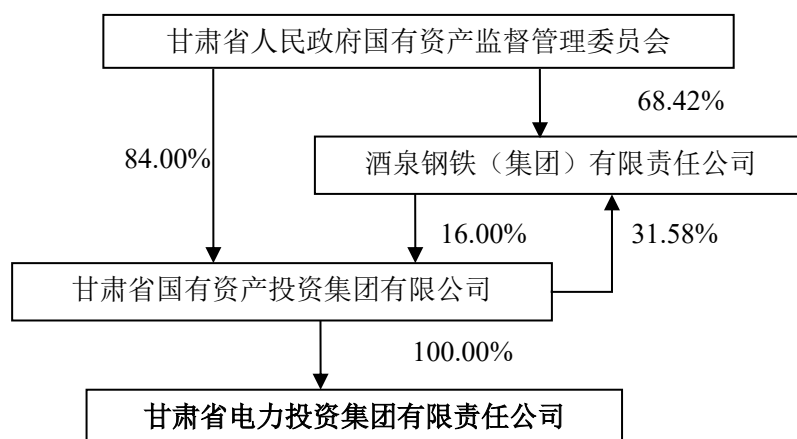 甘肃省人民政府国有资产监督管理委员会
68.42%
84.00%
酒泉钢铁（集团）有限责任公司
16.00%
31.58%
甘肃省国有资产投资集团有限公司
100.00%
甘肃省电力投资集团有限责任公司